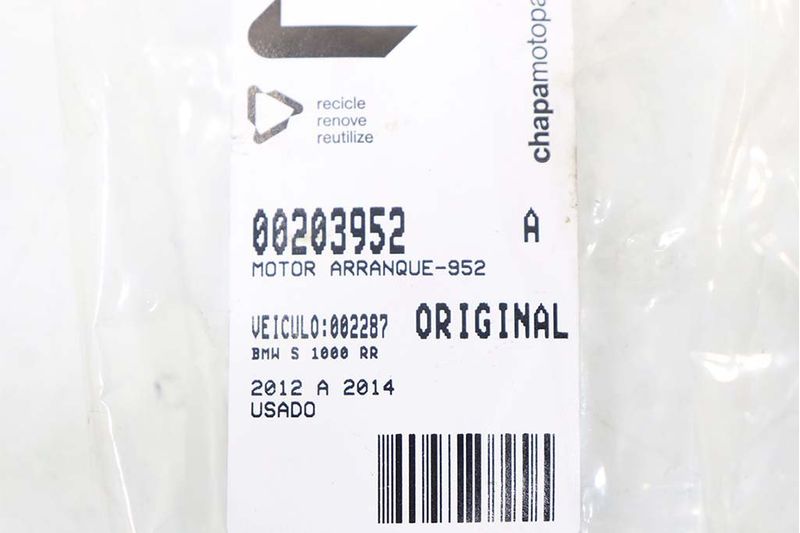 chapamotopa
recicle
renove
reutilize
00203952 A
MOTOR ARRANQUE-952
VEICULO:002287 ORIGINAL
BMW S 1000 RR
2012 A 2014
USADO